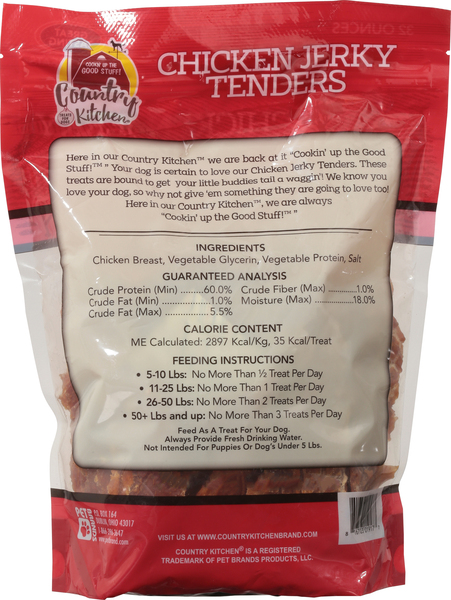 COOKIN' UP THE
GOOD STUFF!
Country
Kitchen
TREATS FOR DOGS
CHICKEN JERKY
TENDERS
32 OUNCES
Here in our Country Kitchen™ we are back at it "Cookin' up the Good
Stuff!™ " Your dog is certain to love our Chicken Jerky Tenders. These
treats are bound to get your little buddies tail a waggin'! We know you
love your dog, so why not give 'em something they are going to love too!
Here in our Country Kitchen™, we are always
"Cookin' up the Good Stuff!™ "
INGREDIENTS
Chicken Breast, Vegetable Glycerin, Vegetable Protein, Salt
GUARANTEED ANALYSIS
Crude Protein (Min) ......60.0% Crude Fiber (Max) ............1.0%
Crude Fat (Min) ..............1.0% Moisture (Max) ...............18.0%
Crude Fat (Max) .............5.5%
CALORIE CONTENT
ME Calculated: 2897 Kcal/Kg, 35 Kcal/Treat
FEEDING INSTRUCTIONS
• 5-10 Lbs: No More Than ½ Treat Per Day
• 11-25 Lbs: No More Than 1 Treat Per Day
• 26-50 Lbs: No More Than 2 Treats Per Day
• 50+ Lbs and up: No More Than 3 Treats Per Day
Feed As A Treat For Your Dog.
Always Provide Fresh Drinking Water.
Not Intended For Puppies Or Dog's Under 5 Lbs.
PET
BRANDS
P.O. BOX 164
DUBLIN, OHIO 43017
VISIT US AT WWW.COUNTRYKITCHENBRAND.COM
COUNTRY KITCHEN® IS A REGISTERED
TRADEMARK OF PET BRANDS PRODUCTS, LLC.